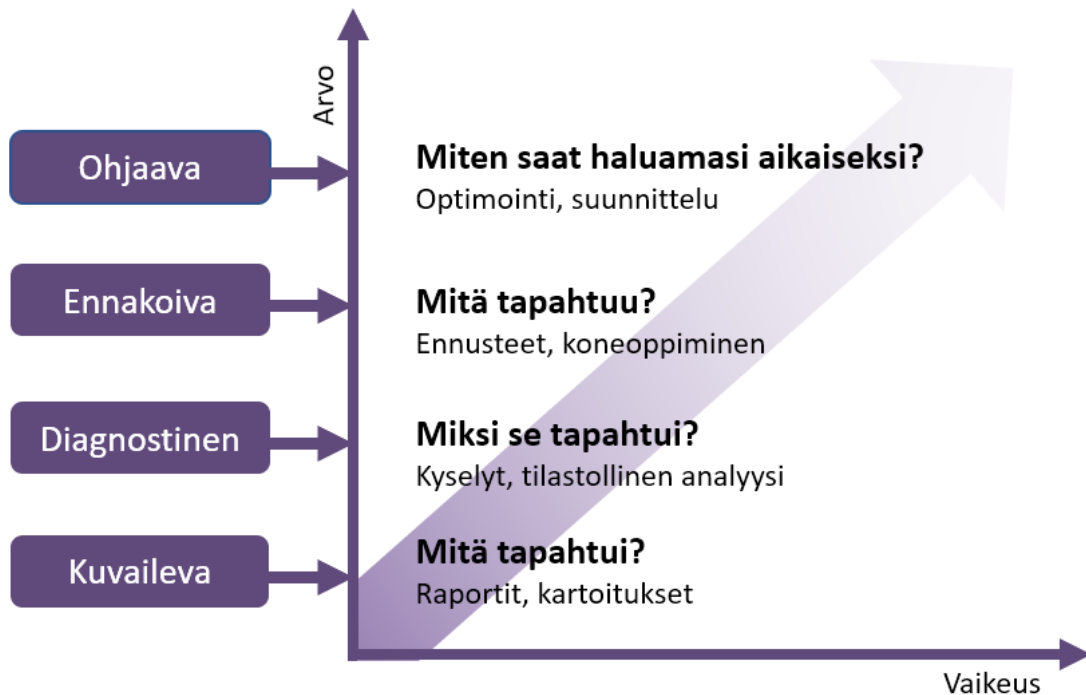 Arvo
Ohjaava
Miten saat haluamasi aikaiseksi?
Optimointi, suunnittelu
Ennakoiva
Mitä tapahtuu?
Ennusteet, koneoppiminen
Diagnostinen
Miksi se tapahtui?
Kyselyt, tilastollinen analyysi
Kuvaileva
Mitä tapahtui?
Raportit, kartoitukset
Vaikeus